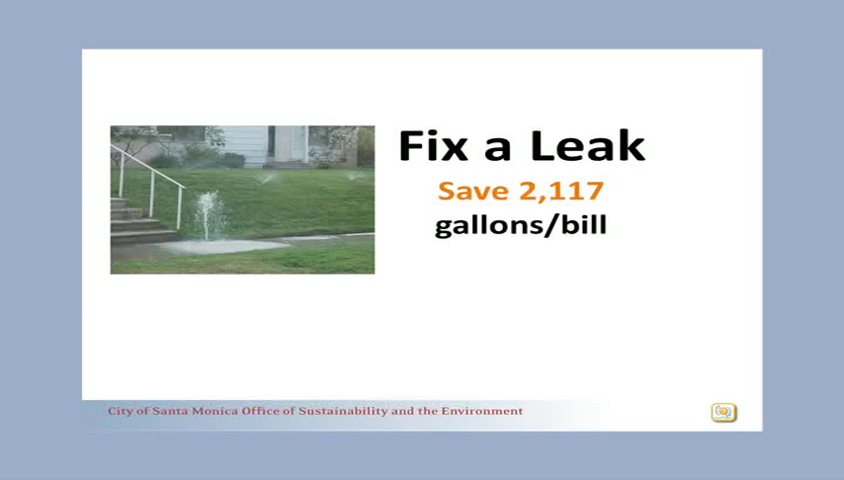 Fix a Leak
Save 2,117
gallons/bill
City of Santa Monica Office of Sustainability and the Environment